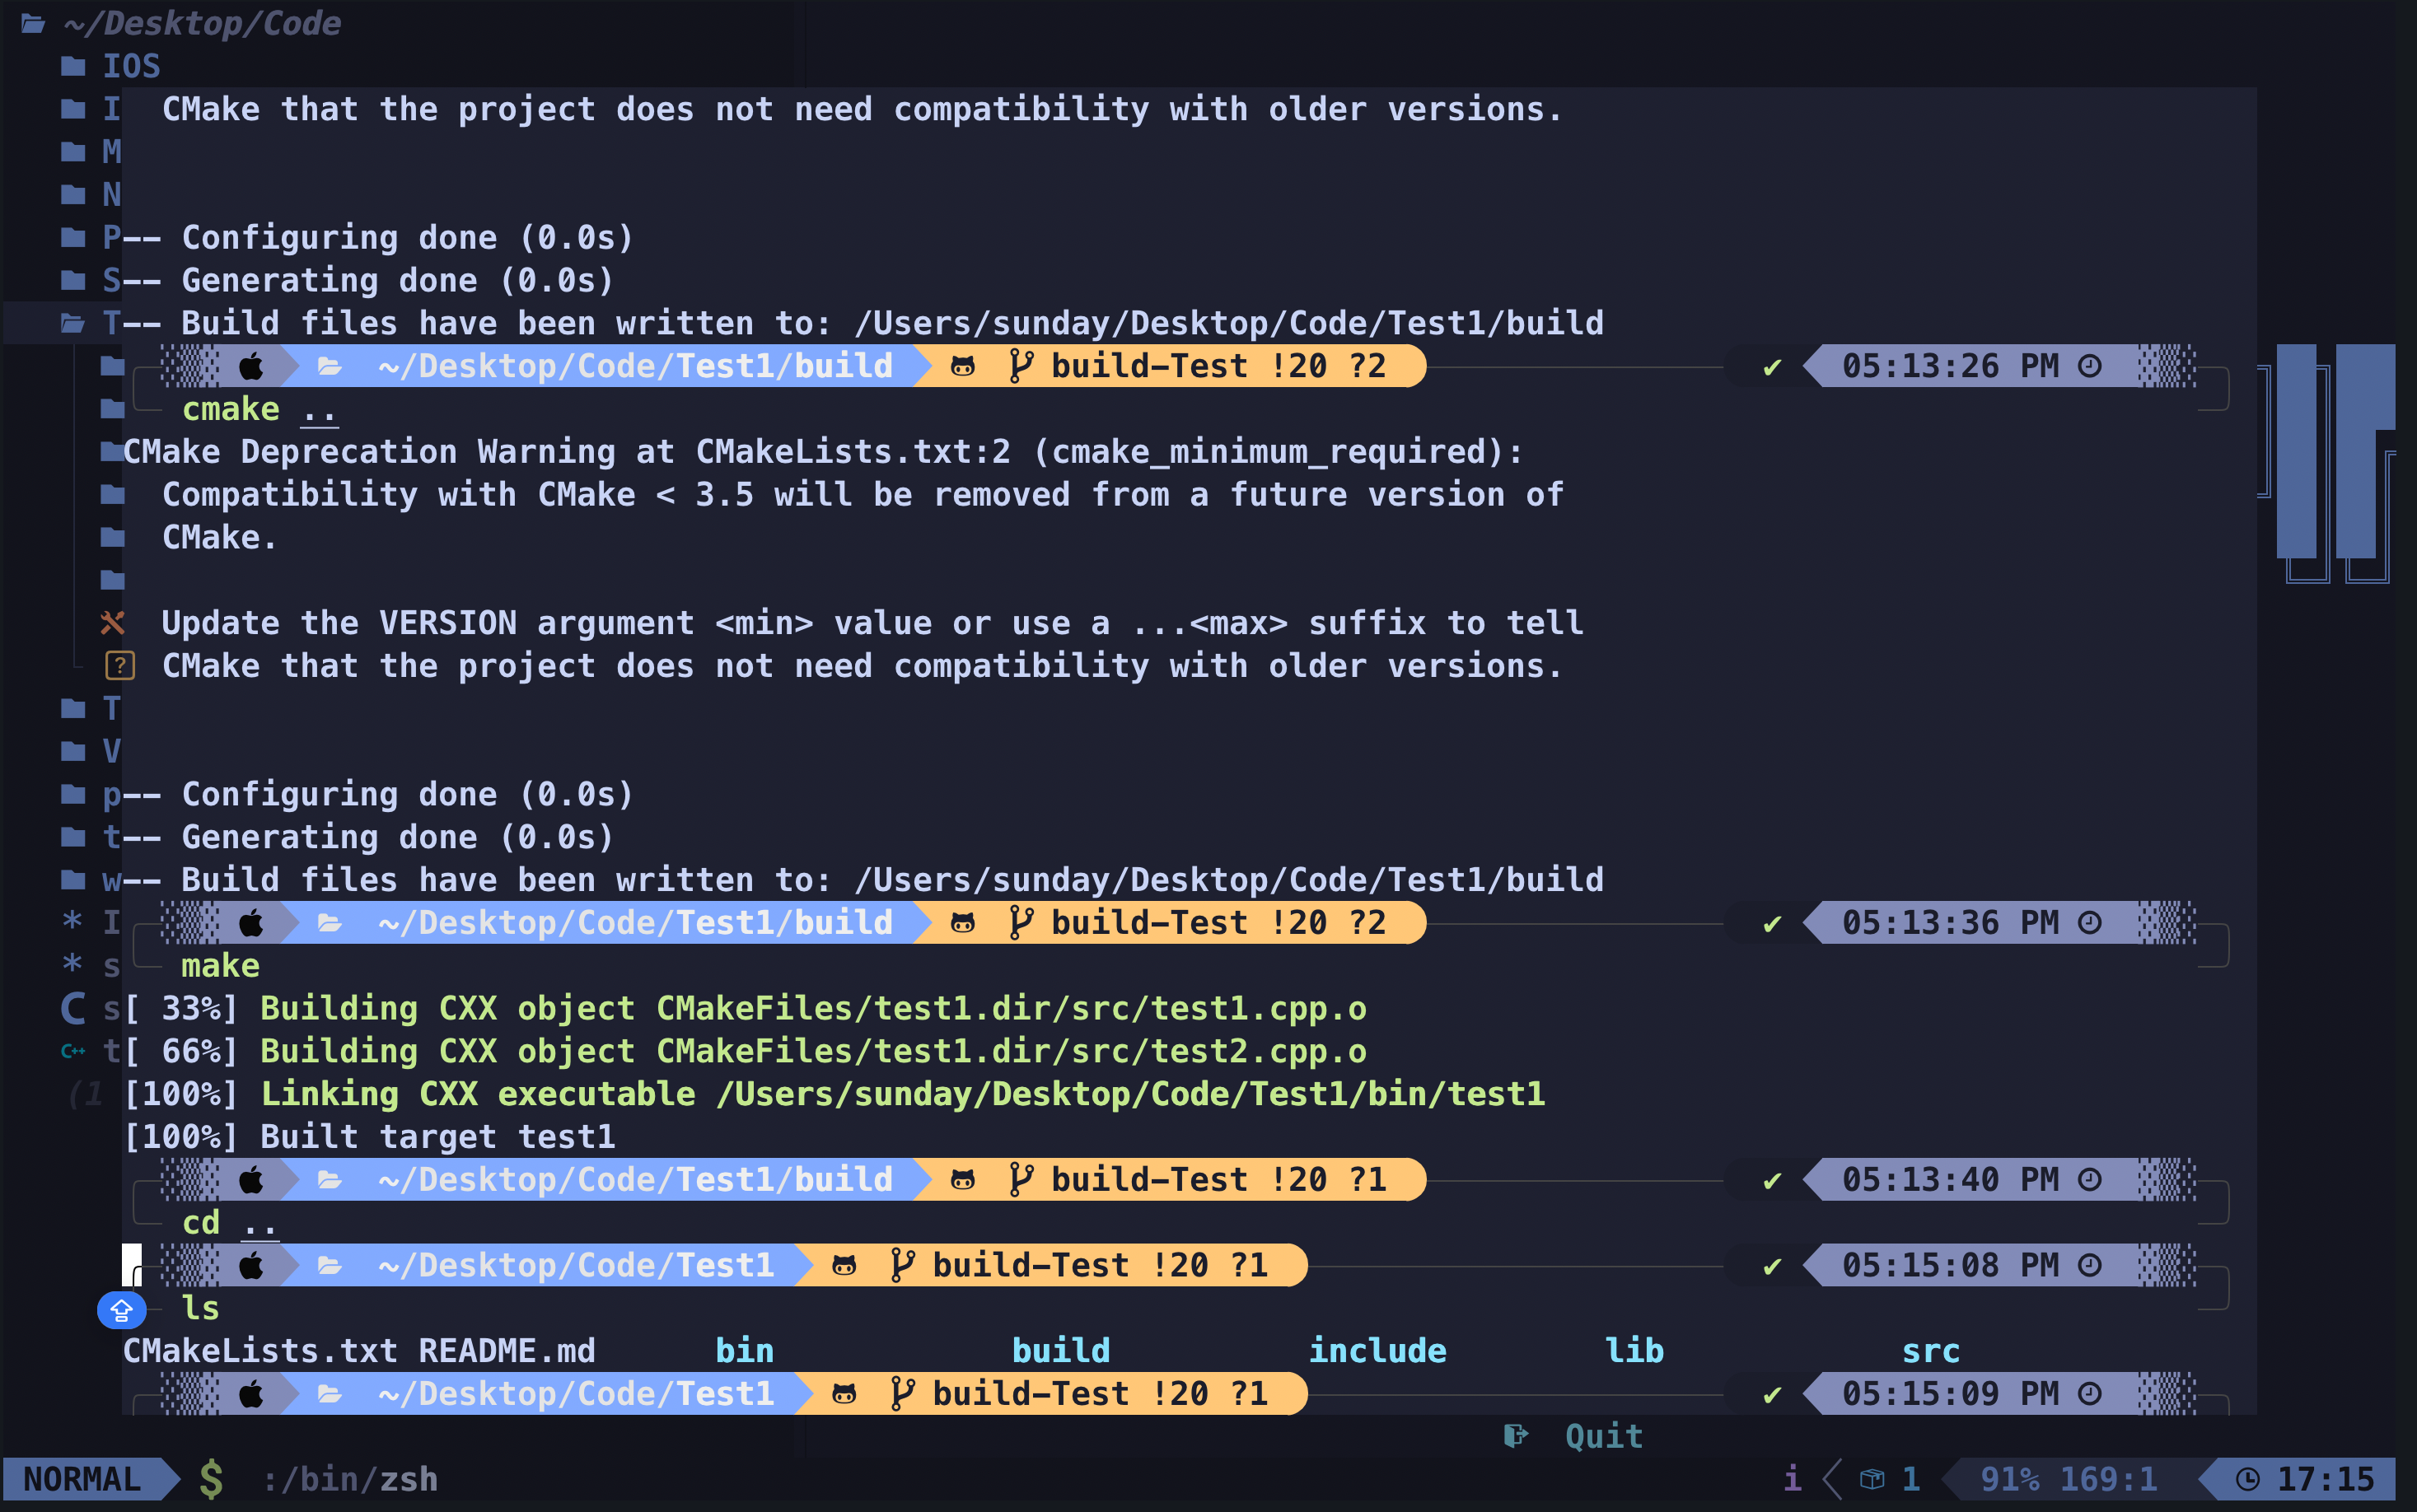 ~/Desktop/Code
IOS
I CMake that the project does not need compatibility with older versions.
M
N
P -- Configuring done (0.0s)
S -- Generating done (0.0s)
T -- Build files have been written to: /Users/sunday/Desktop/Code/Test1/build
~/Desktop/Code/Test1/build build-Test !20 ?2 ✔ 05:13:26 PM
cmake ..
CMake Deprecation Warning at CMakeLists.txt:2 (cmake_minimum_required):
Compatibility with CMake < 3.5 will be removed from a future version of
CMake.
Update the VERSION argument <min> value or use a ...<max> suffix to tell
? CMake that the project does not need compatibility with older versions.
T
V
p -- Configuring done (0.0s)
t -- Generating done (0.0s)
w -- Build files have been written to: /Users/sunday/Desktop/Code/Test1/build
* I ~/Desktop/Code/Test1/build build-Test !20 ?2 ✔ 05:13:36 PM
* s make
C s [ 33%] Building CXX object CMakeFiles/test1.dir/src/test1.cpp.o
C++ t [ 66%] Building CXX object CMakeFiles/test1.dir/src/test2.cpp.o
(1 [100%] Linking CXX executable /Users/sunday/Desktop/Code/Test1/bin/test1
[100%] Built target test1
~/Desktop/Code/Test1/build build-Test !20 ?1 ✔ 05:13:40 PM
cd ..
~/Desktop/Code/Test1 build-Test !20 ?1 ✔ 05:15:08 PM
ls
CMakeLists.txt README.md bin build include lib src
~/Desktop/Code/Test1 build-Test !20 ?1 ✔ 05:15:09 PM
Quit
NORMAL $ :/bin/zsh i 1 91% 169:1 17:15